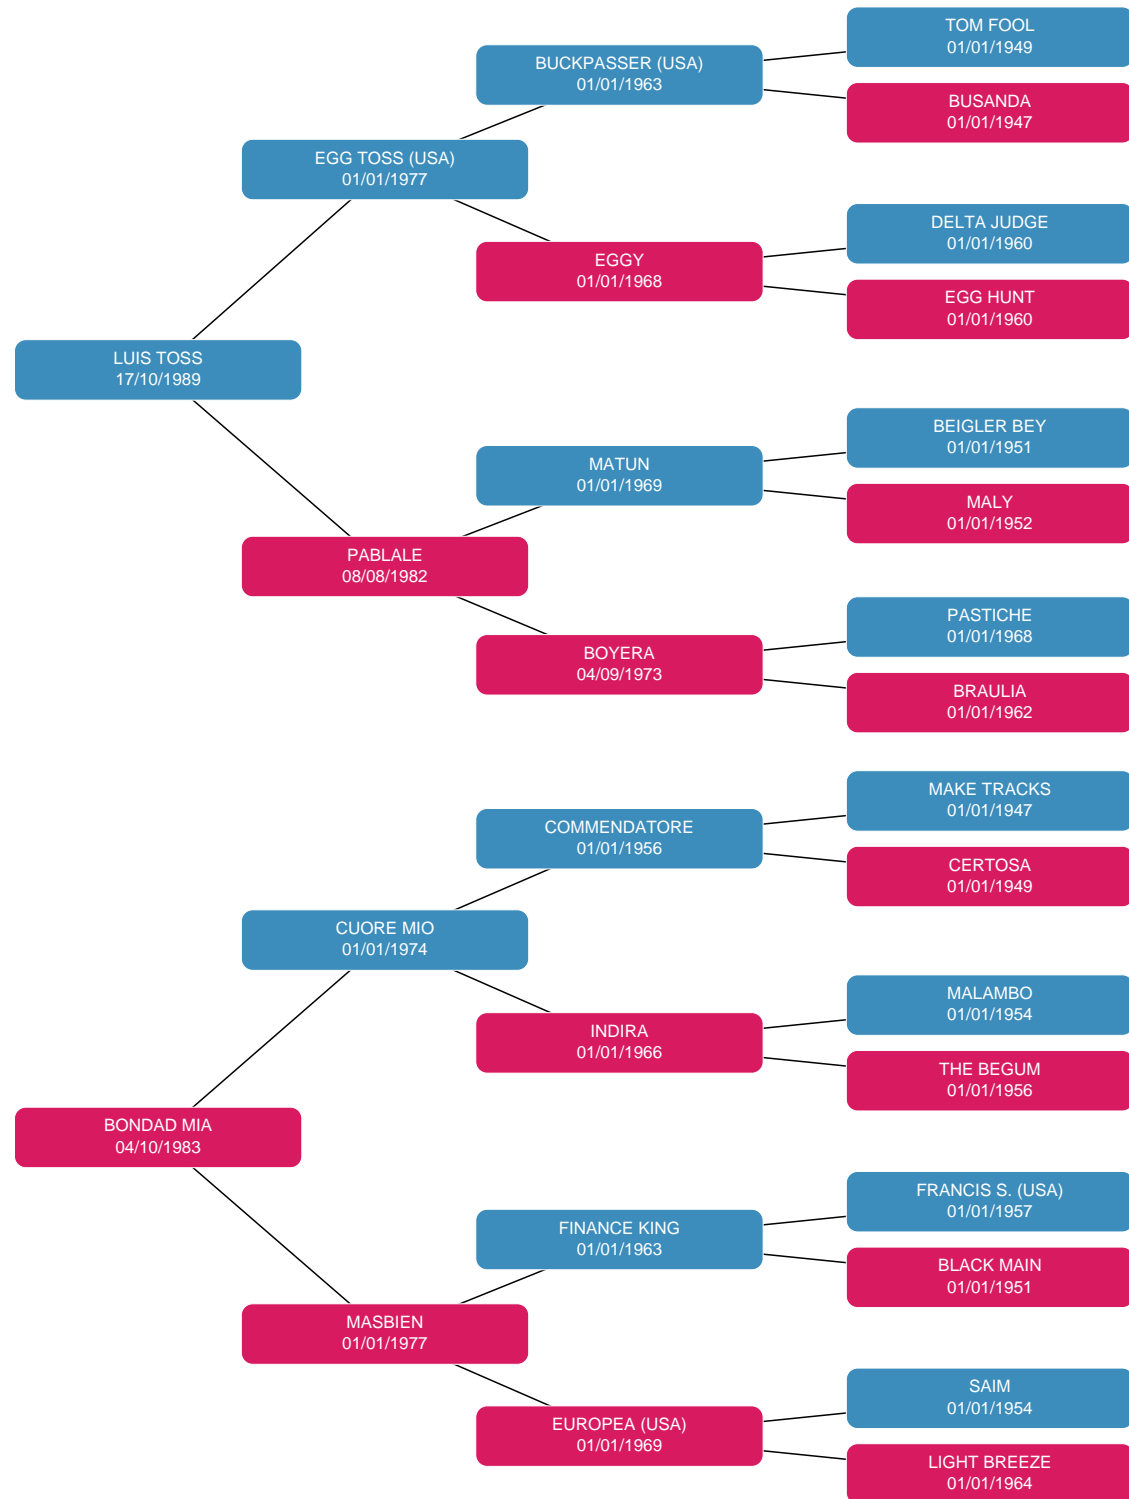 TOM FOOL
01/01/1949
BUCKPASSER (USA)
01/01/1963
BUSANDA
01/01/1947
EGG TOSS (USA)
01/01/1977
DELTA JUDGE
01/01/1960
EGGY
01/01/1968
EGG HUNT
01/01/1960
LUIS TOSS
17/10/1989
BEIGLER BEY
01/01/1951
MATUN
01/01/1969
MALY
01/01/1952
PABLALE
08/08/1982
PASTICHE
01/01/1968
BOYERA
04/09/1973
BRAULIA
01/01/1962
MAKE TRACKS
01/01/1947
COMMENDATORE
01/01/1956
CERTOSA
01/01/1949
CUORE MIO
01/01/1974
MALAMBO
01/01/1954
INDIRA
01/01/1966
THE BEGUM
01/01/1956
BONDAD MIA
04/10/1983
FRANCIS S. (USA)
01/01/1957
FINANCE KING
01/01/1963
BLACK MAIN
01/01/1951
MASBIEN
01/01/1977
SAIM
01/01/1954
EUROPEA (USA)
01/01/1969
LIGHT BREEZE
01/01/1964